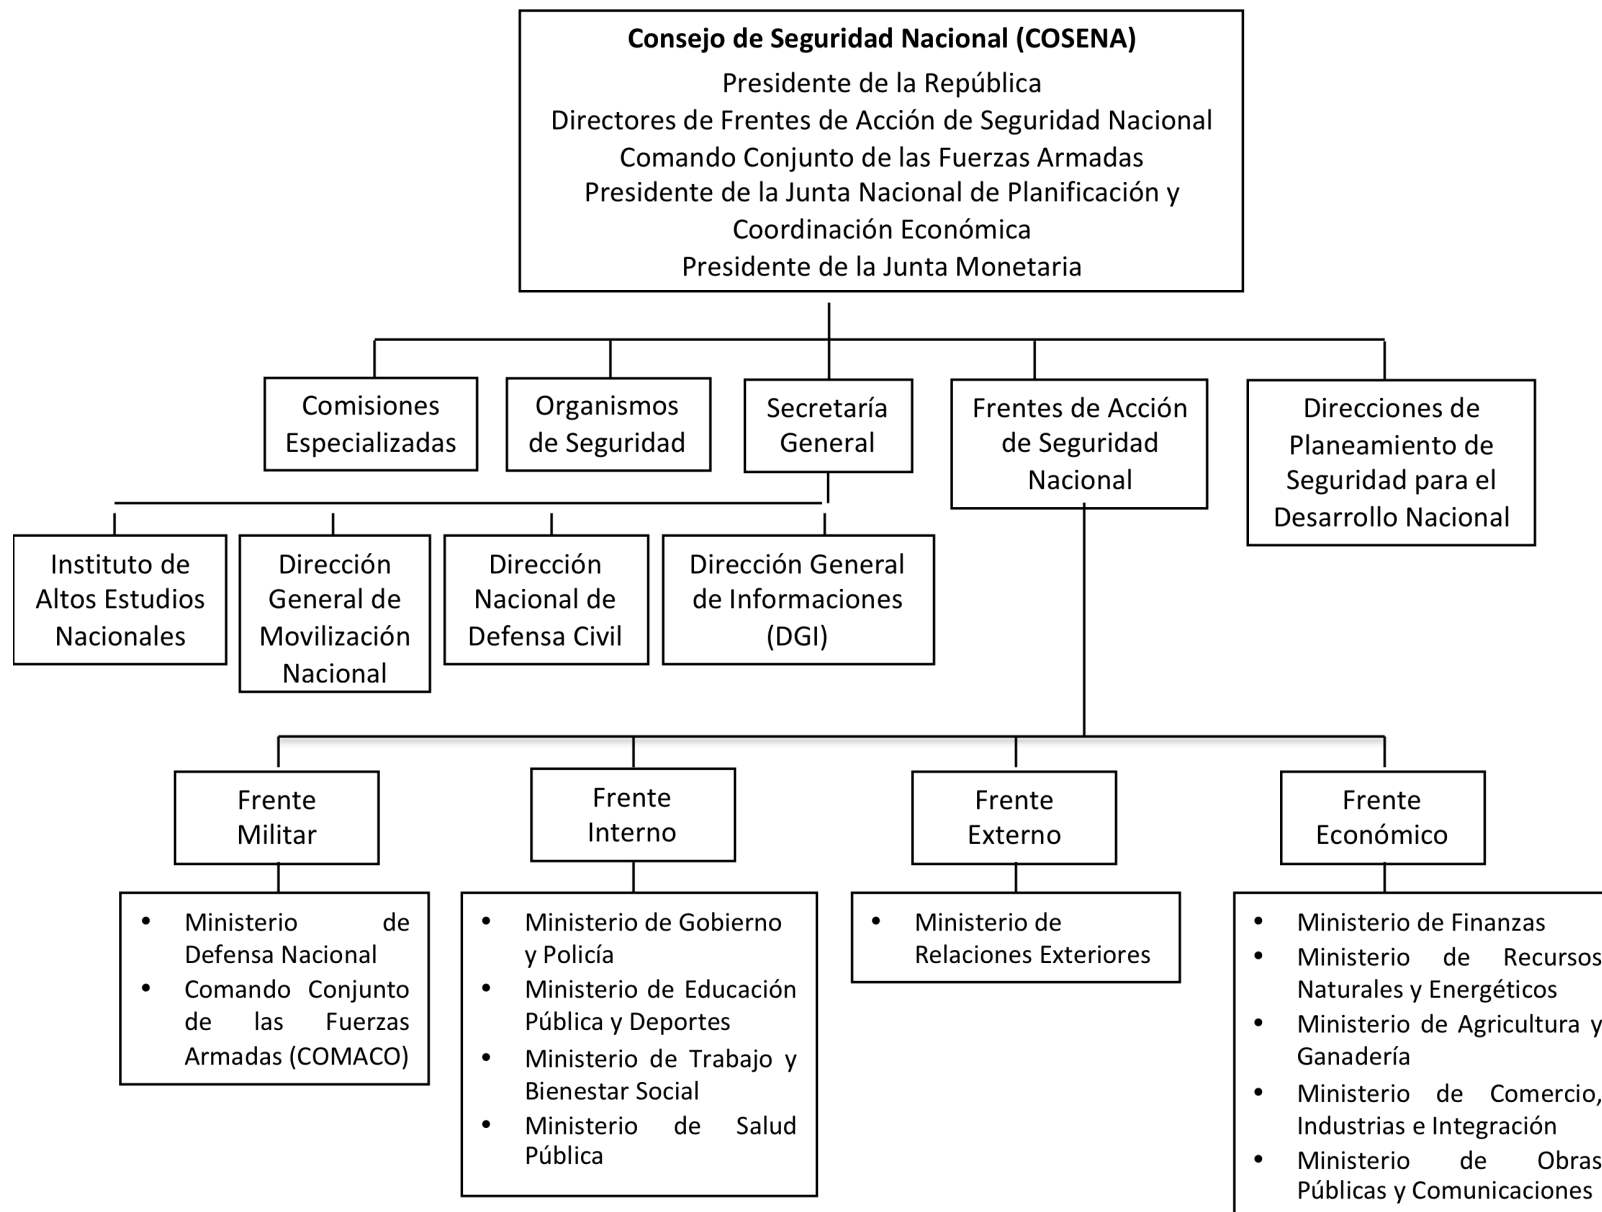 Consejo de Seguridad Nacional (COSENA)
Presidente de la República
Directores de Frentes de Acción de Seguridad Nacional
Comando Conjunto de las Fuerzas Armadas
Presidente de la Junta Nacional de Planificación y
Coordinación Económica
Presidente de la Junta Monetaria
Comisiones
Especializadas
Organismos
de Seguridad
Secretaría
General
Frentes de Acción
de Seguridad
Nacional
Direcciones de
Planeamiento de
Seguridad para el
Desarrollo Nacional
Instituto de
Altos Estudios
Nacionales
Dirección
General de
Movilización
Nacional
Dirección
Nacional de
Defensa Civil
Dirección General
de Informaciones
(DGI)
Frente
Militar
Frente
Interno
Frente
Externo
Frente
Económico
• Ministerio de
Defensa Nacional
• Comando Conjunto
de las Fuerzas
Armadas (COMACO)
• Ministerio de Gobierno
y Policía
• Ministerio de Educación
Pública y Deportes
• Ministerio de Trabajo y
Bienestar Social
• Ministerio de Salud
Pública
• Ministerio de
Relaciones Exteriores
• Ministerio de Finanzas
• Ministerio de Recursos
Naturales y Energéticos
• Ministerio de Agricultura y
Ganadería
• Ministerio de Comercio,
Industrias e Integración
• Ministerio de Obras
Públicas y Comunicaciones